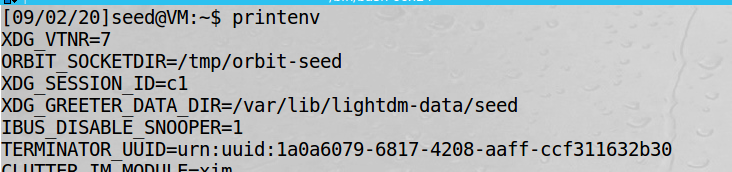 [09/02/20]seed@VM:~$ printenv
XDG_VTNR=7
ORBIT_SOCKETDIR=/tmp/orbit-seed
XDG_SESSION_ID=c1
XDG_GREETER_DATA_DIR=/var/lib/lightdm-data/seed
IBUS_DISABLE_SNOOPER=1
TERMINATOR_UUID=urn:uuid:1a0a6079-6817-4208-aaff-ccf311632b30
CLUTTER_IM_MODULE=xim